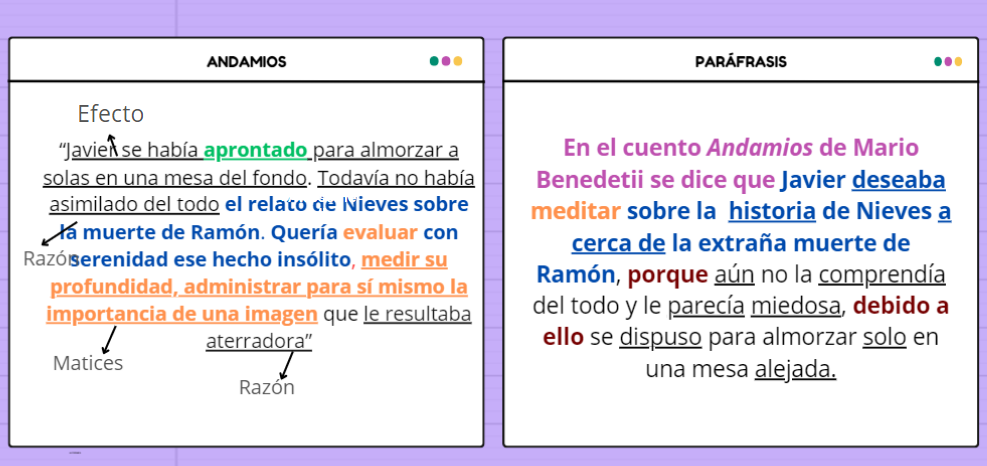 ANDAMIOS
Efecto
“Javier se había aprontado para almorzar a
solas en una mesa del fondo. Todavía no había
asimilado del todo el relato de Nieves sobre
la muerte de Ramón. Quería evaluar con
Razón
serenidad ese hecho insólito, medir su
profundidad, administrar para sí mismo la
importancia de una imagen que le resultaba
aterradora”
Matices
Razón
PARÁFRASIS
En el cuento Andamios de Mario
Benedetii se dice que Javier deseaba
meditar sobre la historia de Nieves a
cerca de la extraña muerte de
Ramón, porque aún no la comprendía
del todo y le parecía miedosa, debido a
ello se dispuso para almorzar solo en
una mesa alejada.